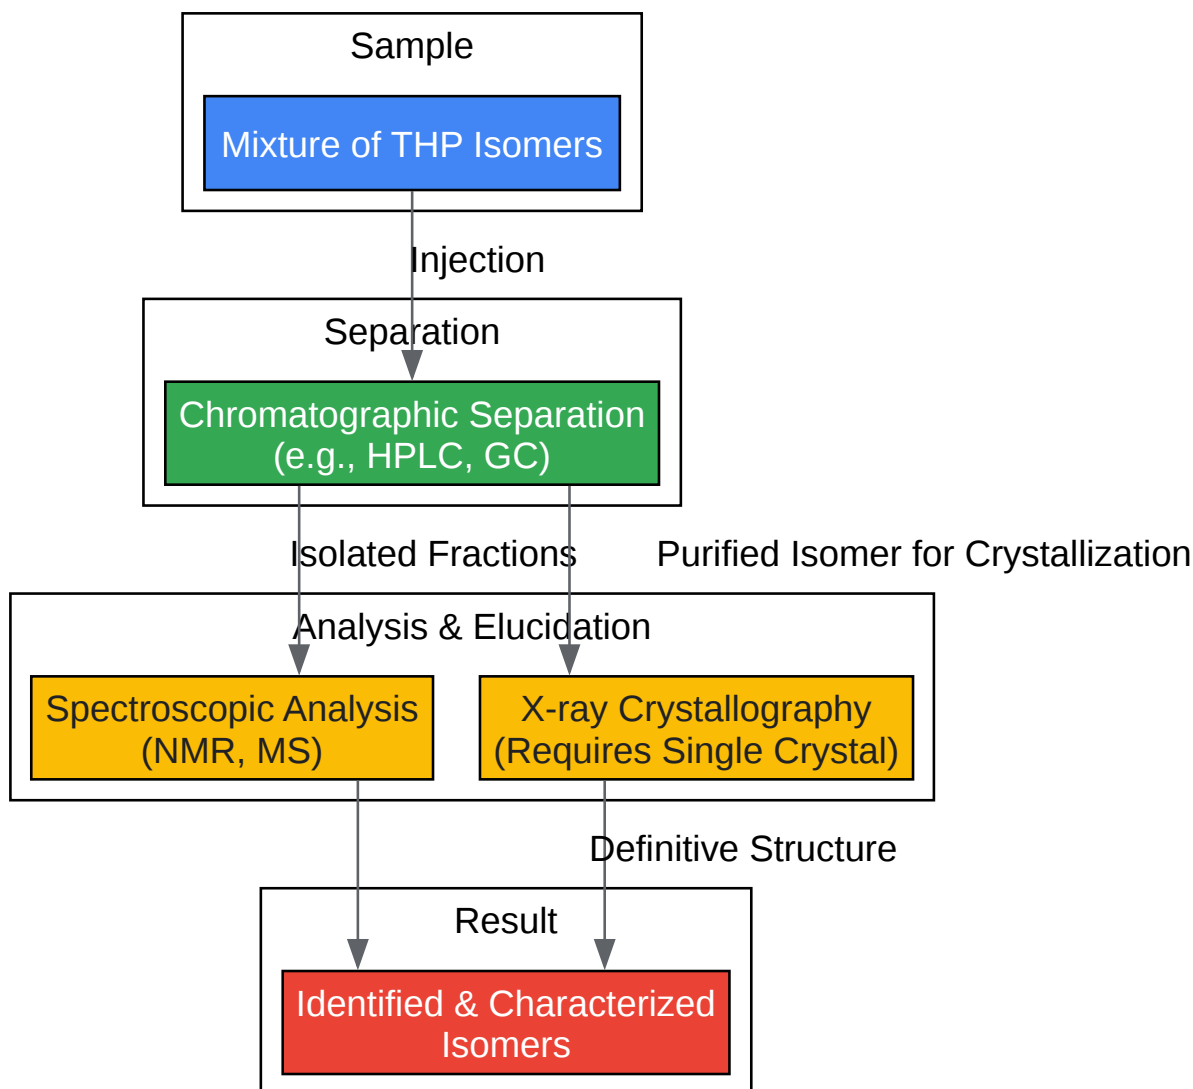 Sample
Mixture of THP Isomers
Injection
Separation
Chromatographic Separation
(e.g., HPLC, GC)
Isolated Fractions
Purified Isomer for Crystallization
Analysis & Elucidation
Spectroscopic Analysis
(NMR, MS)
X-ray Crystallography
(Requires Single Crystal)
Definitive Structure
Result
Identified & Characterized
Isomers